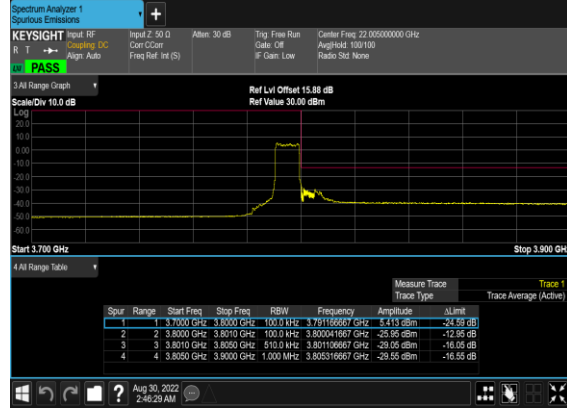 Spectrum Analyzer 1
Spurious Emissions
+
KEYSIGHT Input: RF Input Z: 50 Ω Atten: 30 dB Trig: Free Run Center Freq: 22.005000000 GHz
R T Coupling: DC Corr CCorr Gate: Off Avg|Hold: 100/100
Align: Auto Freq Ref: Int (S) IF Gain: Low Radio Std: None
LW PASS
3 All Range Graph
Ref Lvl Offset 15.88 dB
Scale/Div 10.0 dB Ref Value 30.00 dBm
Log
20.0
10.0
0.00
-10.0
-20.0
-30.0
-40.0
-50.0
-60.0
Start 3.700 GHz Stop 3.900 GHz
4 All Range Table
Measure Trace Trace 1
Trace Type Trace Average (Active)
Spur Range Start Freq Stop Freq RBW Frequency Amplitude ΔLimit
1 1 3.7000 GHz 3.8000 GHz 100.0 kHz 3.791166667 GHz 5.413 dBm -24.59 dB
2 2 3.8000 GHz 3.8010 GHz 100.0 kHz 3.800041667 GHz -25.95 dBm -12.95 dB
3 3 3.8010 GHz 3.8050 GHz 510.0 kHz 3.801106667 GHz -29.05 dBm -16.05 dB
4 4 3.8050 GHz 3.9000 GHz 1.000 MHz 3.805316667 GHz -29.55 dBm -16.55 dB
? Aug 30, 2022
2:46:29 AM